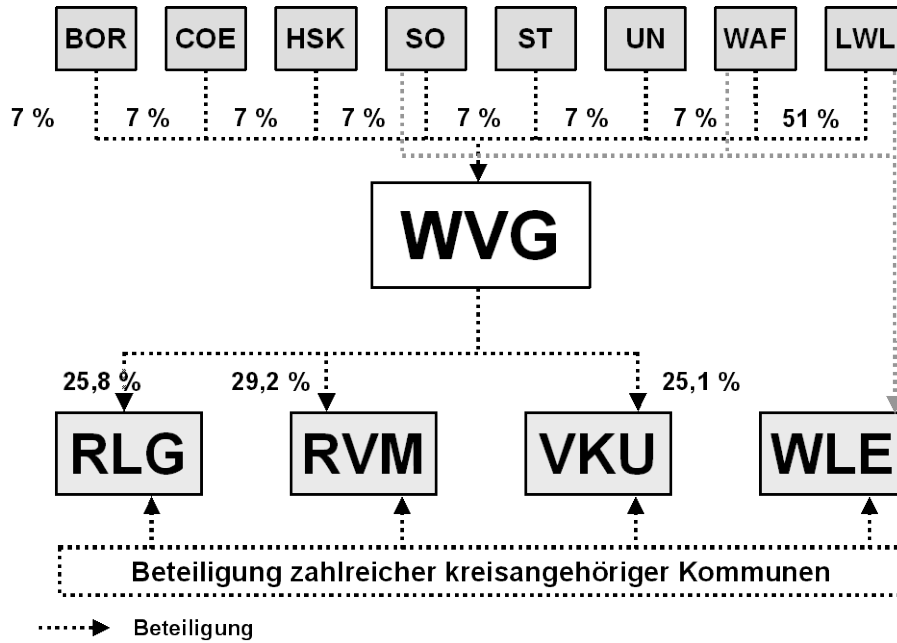 BOR COE HSK SO ST UN WAF LWL
7 % 7 % 7 % 7 % 7 % 7 % 7 % 51 %
WVG
25,8 % 29,2 % 25,1 %
RLG RVM VKU WLE
Beteiligung zahlreicher kreisangehöriger Kommunen
Beteiligung